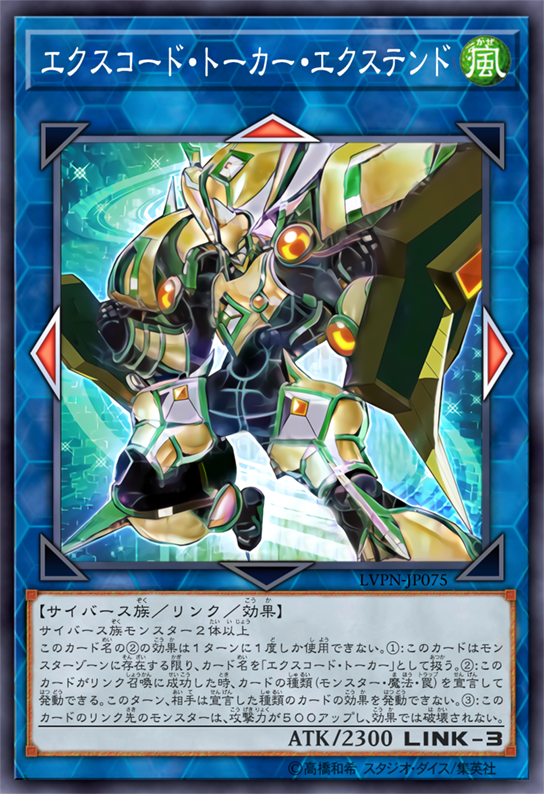 エクスコード・トーカー・エクステンド
風
LVPN-JP075
【サイバース族/リンク/効果】
サイバース族モンスター2体以上
このカード名の②の効果は1ターンに1度しか使用できない。①:このカードはモン
スターゾーンに存在する限り、カード名を「エクスコード・トーカー」として扱う。②:この
カードがリンク召喚に成功した時、カードの種類(モンスター・魔法・罠)を宣言して
発動できる。このターン、相手は宣言した種類のカードの効果を発動できない。③:この
カードのリンク先のモンスターは、攻撃力が500アップし、効果では破壊されない。
ATK/2300 LINK-3
©高橋和希 スタジオ・ダイス/集英社